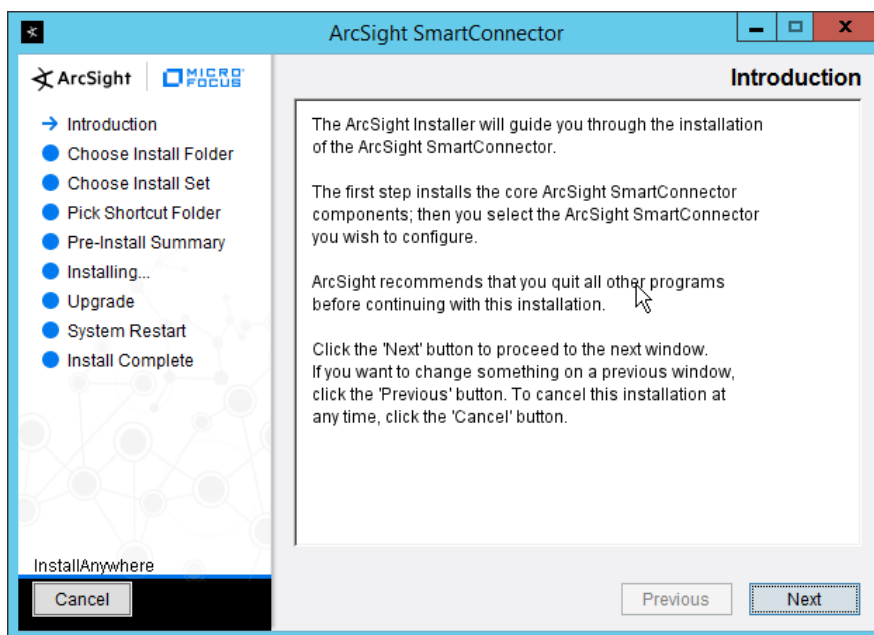 ArcSight SmartConnector
ArcSight
MICRO
FOCUS
Introduction
Introduction
Choose Install Folder
Choose Install Set
Pick Shortcut Folder
Pre-Install Summary
Installing...
Upgrade
System Restart
Install Complete
The ArcSight Installer will guide you through the installation
of the ArcSight SmartConnector.
The first step installs the core ArcSight SmartConnector
components; then you select the ArcSight SmartConnector
you wish to configure.
ArcSight recommends that you quit all other programs
before continuing with this installation.
Click the 'Next' button to proceed to the next window.
If you want to change something on a previous window,
click the 'Previous' button. To cancel this installation at
any time, click the 'Cancel' button.
InstallAnywhere
Cancel
Previous
Next